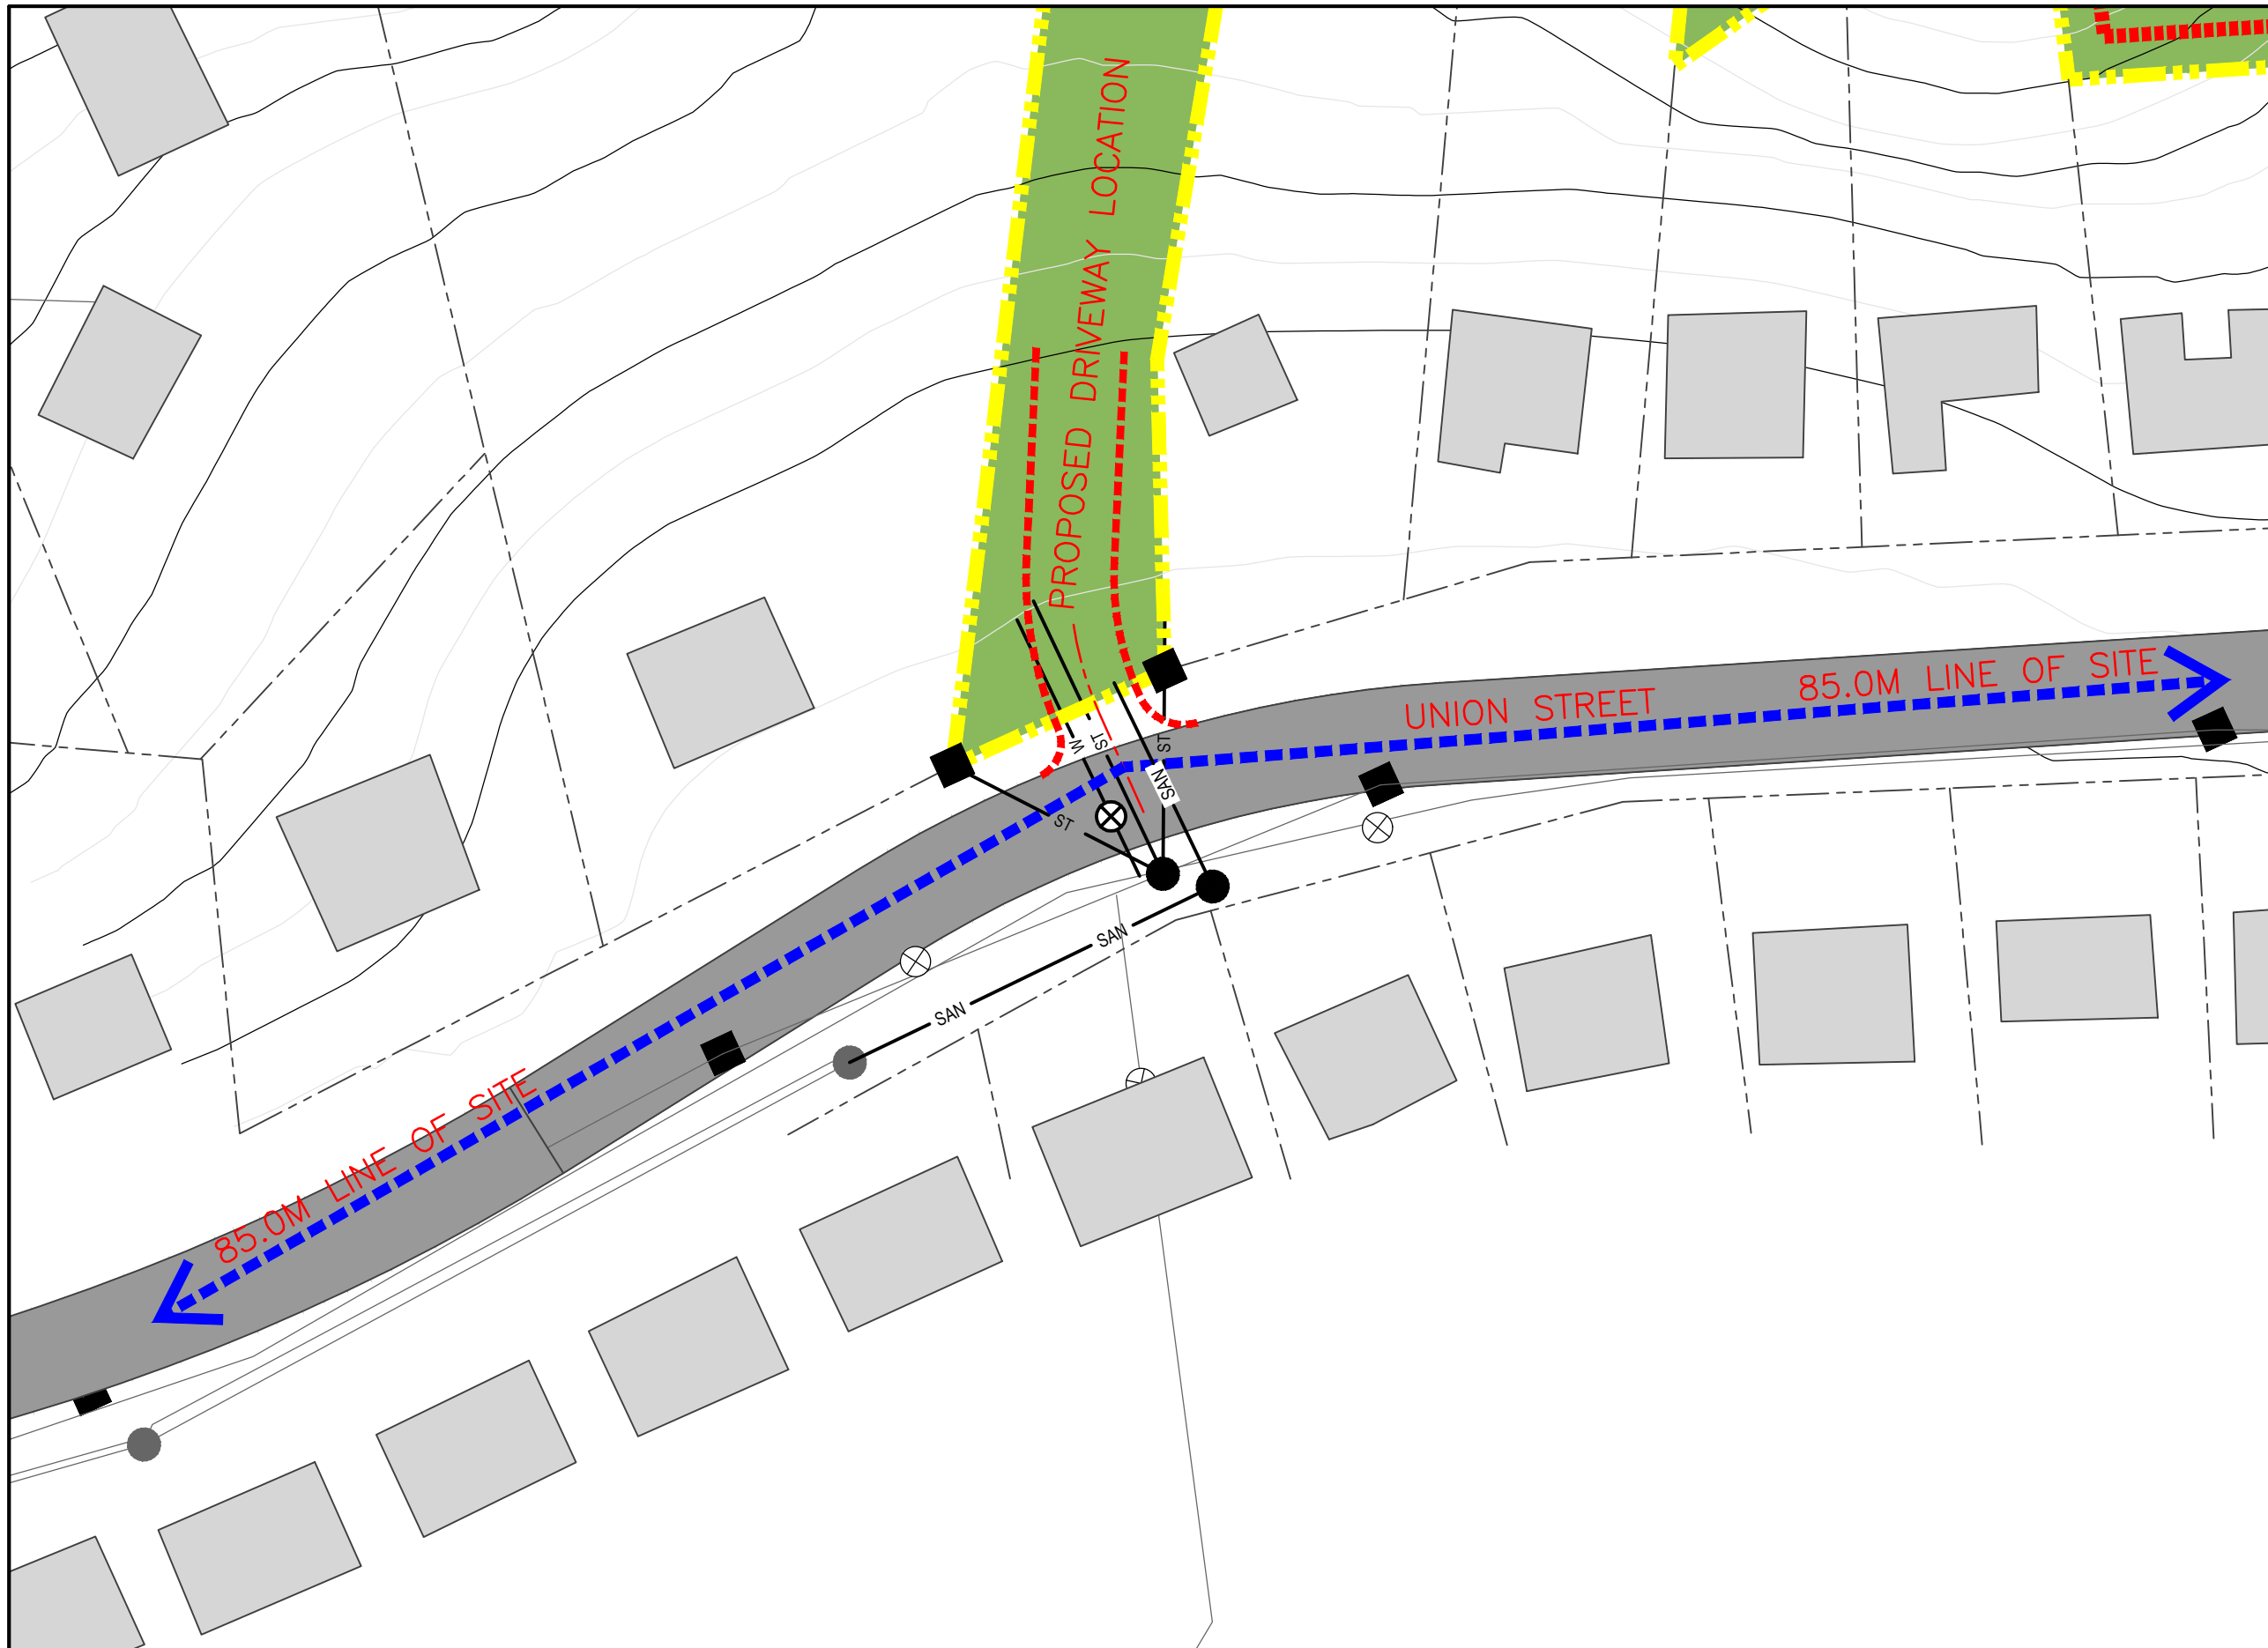 PROPOSED DRIVEWAY LOCATION
85.0M LINE OF SITE
UNION STREET
W
ST
ST
SAN
ST
SAN
SAN
85.0M LINE OF SITE